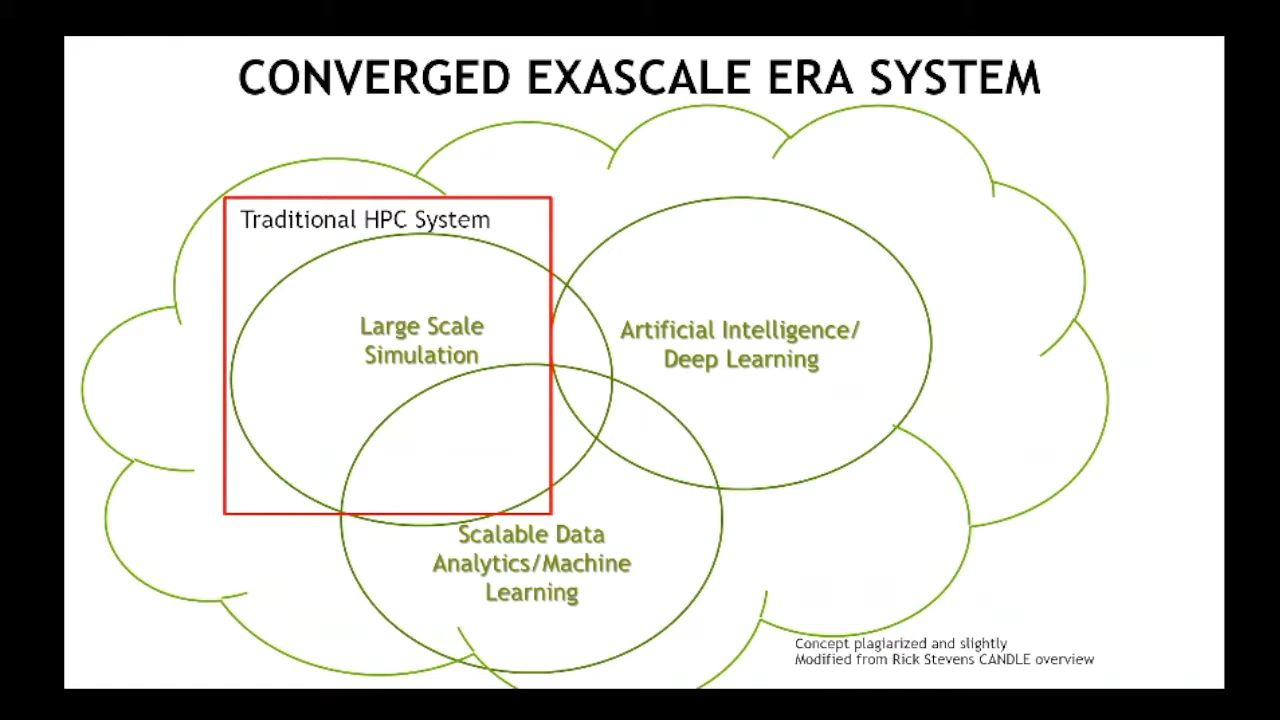 CONVERGED EXASCALE ERA SYSTEM
Traditional HPC System
Large Scale
Simulation
Artificial Intelligence/
Deep Learning
Scalable Data
Analytics/Machine
Learning
Concept plagiarized and slightly
Modified from Rick Stevens CANDLE overview